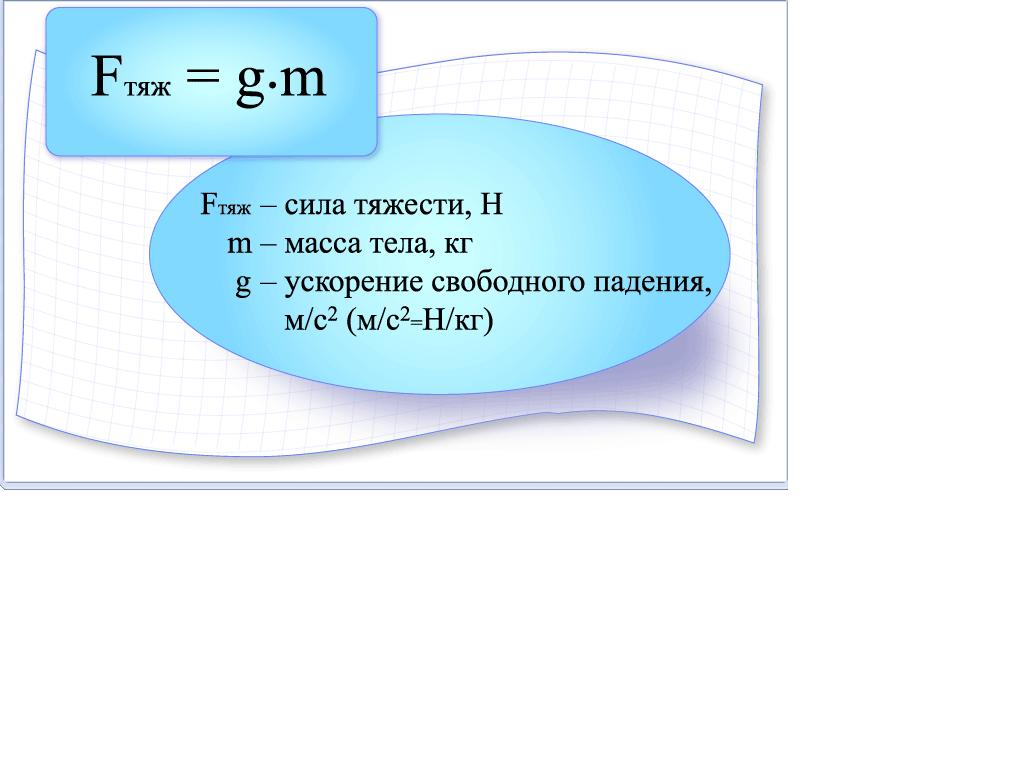 Fтяж = g·m
Fтяж – сила тяжести, Н
m – масса тела, кг
g – ускорение свободного падения,
м/с² (м/с²=Н/кг)